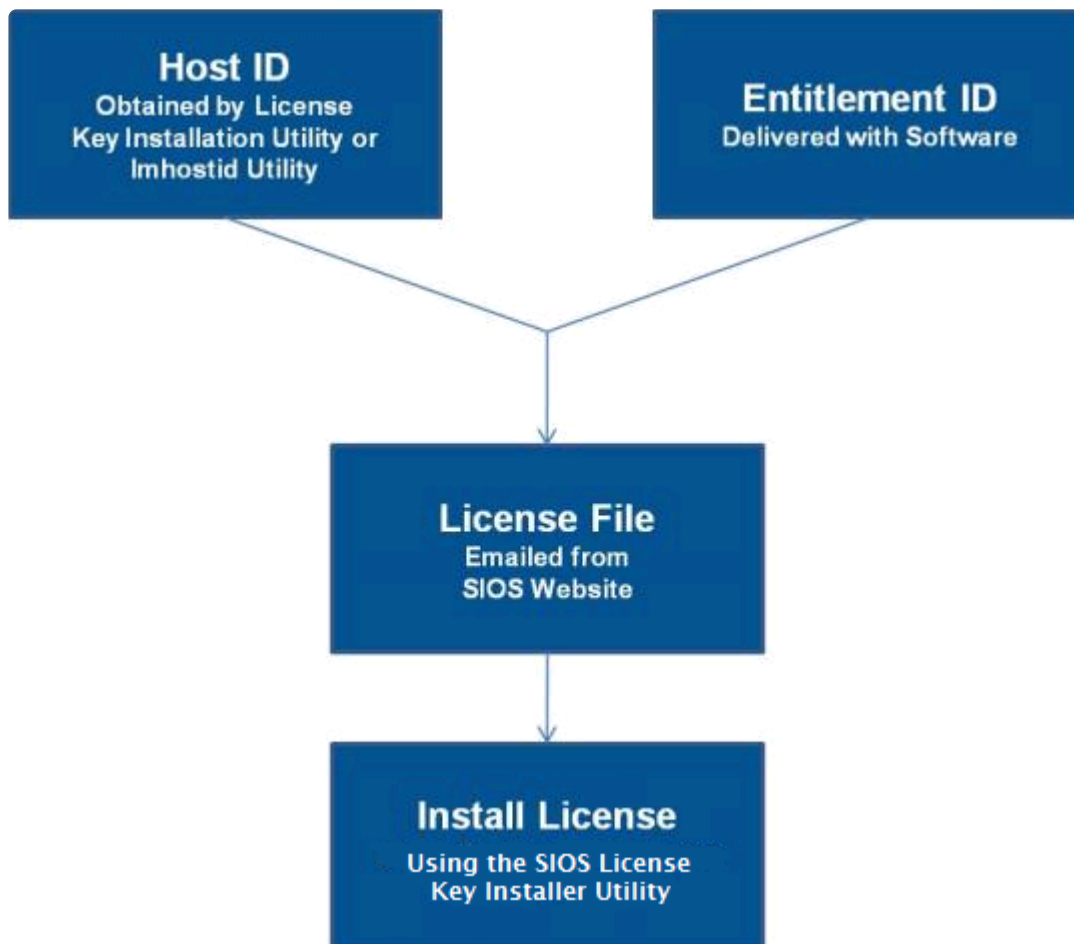 Host ID
Obtained by License
Key Installation Utility or
lmhostid Utility
Entitlement ID
Delivered with Software
License File
Emailed from
SIOS Website
Install License
Using the SIOS License
Key Installer Utility